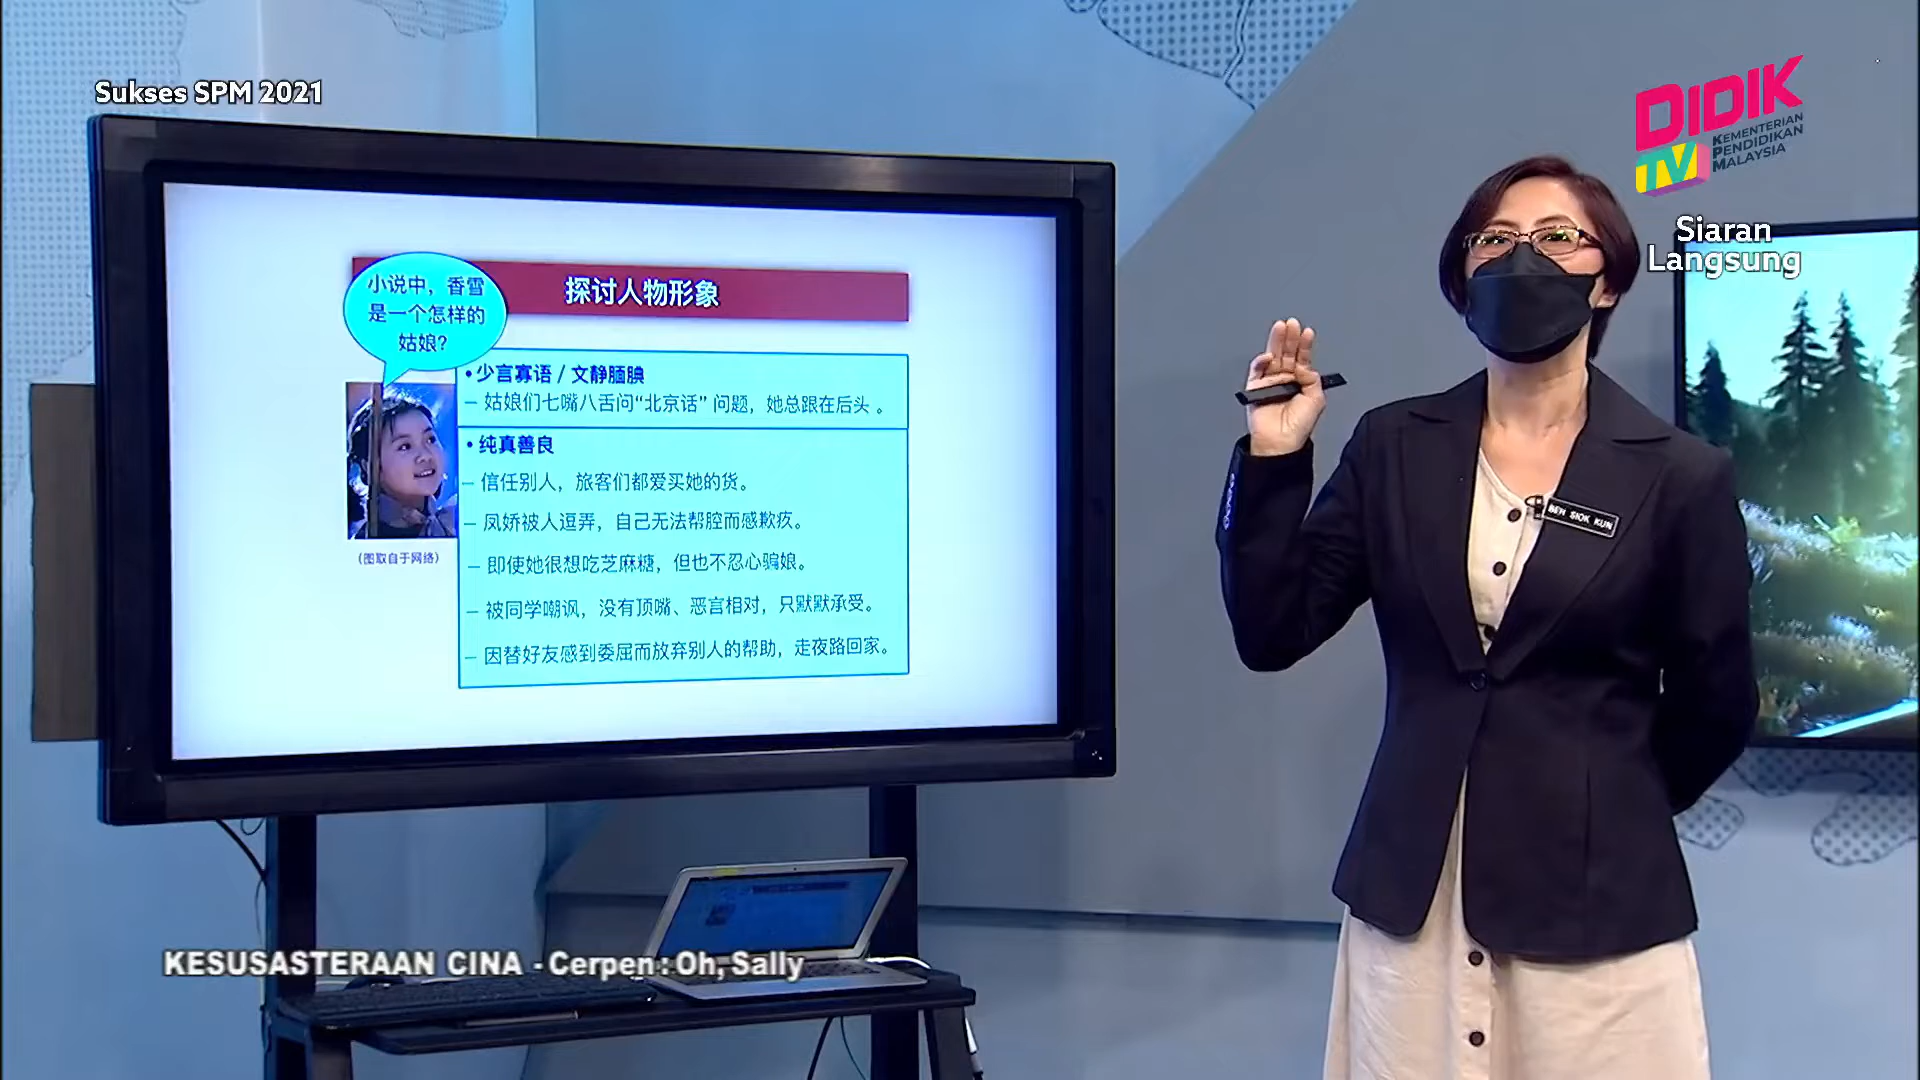 Sukses SPM 2021
DIDIK
TV
KEMENTERIAN
PENDIDIKAN
MALAYSIA
Siaran
Langsung
探讨人物形象
小说中，香雪
是一个怎样的
姑娘？
•少言寡语 / 文静腼腆
– 姑娘们七嘴八舌问“北京话” 问题，她总跟在后头 。
• 纯真善良
– 信任别人，旅客们都爱买她的货。
– 凤娇被人逗弄，自己无法帮腔而感歉疚。
– 即使她很想吃芝麻糖，但也不忍心骗娘。
– 被同学嘲讽，没有顶嘴、恶言相对，只默默承受。
– 因替好友感到委屈而放弃别人的帮助，走夜路回家。
（图取自于网络）
BEH SIOK KUN
KESUSASTERAAN CINA - Cerpen : Oh, Sally